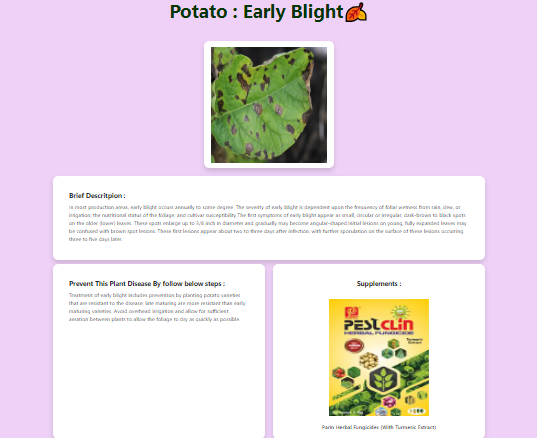 Potato : Early Blight
Brief Descritpion :
In most production areas, early blight occurs annually to some degree. The severity of early blight is dependent upon the frequency of foliar wetness from rain, dew, or
irrigation; the nutritional status of the foliage; and cultivar susceptibility. The first symptoms of early blight appear as small, circular or irregular, dark-brown to black spots
on the older (lower) leaves. These spots enlarge up to 3/8 inch in diameter and gradually may become angular-shaped. Initial lesions on young, fully expanded leaves may
be confused with brown spot lesions. These first lesions appear about two to three days after infection, with further sporulation on the surface of these lesions occurring
three to five days later.
Prevent This Plant Disease By follow below steps :
Treatment of early blight includes prevention by planting potato varieties
that are resistant to the disease; late maturing are more resistant than early
maturing varieties. Avoid overhead irrigation and allow for sufficient
aeration between plants to allow the foliage to dry as quickly as possible
Supplements :
PESTCLIN
HERBAL FUNGICIDE
Turmeric
Extract
Parin Herbal Fungicides (With Turmeric Extract)